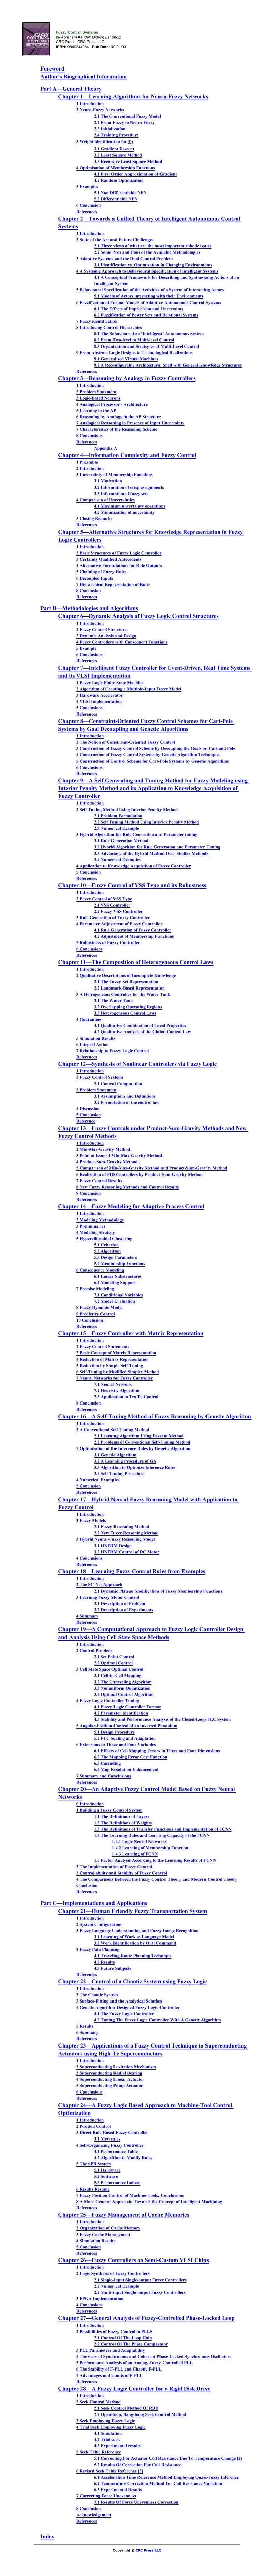 FUZZY
CONTROL
SYSTEMS
Fuzzy Control Systems
by Abraham Kandel, Gideon Langholz
CRC Press, CRC Press LLC
ISBN: 0849344964 Pub Date: 09/01/93
Foreword
Author's Biographical Information
Part A—General Theory
Chapter 1—Learning Algorithms for Neuro-Fuzzy Networks
1 Introduction
2 Neuro-Fuzzy Networks
2.1 The Conventional Fuzzy Model
2.2 From Fuzzy to Neuro-Fuzzy
2.3 Initialization
2.4 Training Procedure
3 Weight identification for
3.1 Gradient Descent
3.2 Least Square Method
3.3 Recursive Least Square Method
4 Optimisation of Membership Functions
4.1 First Order Approximation of Gradient
4.2 Random Optimization
5 Examples
5.1 Non Differentiable NFN
5.2 Differentiable NFN
6 Conclusion
References
Chapter 2—Towards a Unified Theory of Intelligent Autonomous Control
Systems
1 Introduction
2 State of the Art and Future Challenges
2.1 Three views of what are the most important robotic issues
2.2 Some Pros and Cons of the Available Methodologies
3 Adaptive Systems and the Dual Control Problem
3.1 Identification vs. Optimization in Changing Environments
4 A Systemic Approach to Behavioural Specification of Intelligent Systems
4.1 A Conceptual Framework for Describing and Synthesizing Actions of an
Intelligent System
5 Behavioural Specification of the Activities of a System of Interacting Actors
5.1 Models of Actors interacting with their Environments
6 Fuzzification of Formal Models of Adaptive Autonomous Control Systems
6.1 The Effects of Imprecision and Uncertainty
6.2 Fuzzification of Power Sets and Relational Systems
7 Fuzzy identification
8 Introducing Control Hierarchies
8.1 The Behaviour of an 'Intelligent' Autonomous System
8.2 From Two-level to Multi-level Control
8.3 Organization and Strategies of Multi-Level Control
9 From Abstract Logic Designs to Technological Realizations
9.1 Generalised Virtual Machines
9.2 A Reconfigurable Architectural Shell with General Knowledge Structures
References
Chapter 3—Reasoning by Analogy in Fuzzy Controllers
1 Introduction
2 Problem Statement
3 Logic-Based Neurons
4 Analogical Processor - Architecture
5 Learning in the AP
6 Reasoning by Analogy in the AP Structure
7 Analogical Reasoning in Presence of Input Uncertainty
7 Characteristics of the Reasoning Scheme
8 Conclusions
References
Appendix A
Chapter 4—Information Complexity and Fuzzy Control
1 Preamble
2 Introduction
3 Uncertainty of Membership Functions
3.1 Motivation
3.2 Information of crisp assignments
3.3 Information of fuzzy sets
4 Comparison of Uncertainties
4.1 Maximum uncertainty operations
4.2 Minimisation of uncertainty
5 Closing Remarks
References
Chapter 5—Alternative Structures for Knowledge Representation in Fuzzy
Logic Controllers
1 Introduction
2 Basic Structures of Fuzzy Logic Controller
3 Certainty Qualified Antecedents
4 Alternative Formulations for Rule Outputs
5 Chaining of Fuzzy Rules
6 Decoupled Inputs
7 Hierarchical Representation of Rules
8 Conclusion
References
Part B—Methodologies and Algorithms
Chapter 6—Dynamic Analysis of Fuzzy Logic Control Structures
1 Introduction
2 Fuzzy Control Structures
3 Dynamic Analysis and Design
4 Fuzzy Controllers with Consequent Functions
5 Example
6 Conclusions
References
Chapter 7—Intelligent Fuzzy Controller for Event-Driven, Real Time Systems
and its VLSI Implementation
1 Fuzzy Logic Finite State Machine
2 Algorithm of Creating a Multiple-Input Fuzzy Model
3 Hardware Accelerator
4 VLSI Implementation
5 Conclusions
References
Chapter 8—Constraint-Oriented Fuzzy Control Schemes for Cart-Pole
Systems by Goal Decoupling and Genetic Algorithms
1 Introduction
2 The Notion of Constraint-Oriented Fuzzy Control
3 Construction of Fuzzy Control Scheme by Decoupling the Goals on Cart and Pole
4 Construction of Fuzzy Control Systems by Genetic Algorithm Techniques
5 Construction of Control Scheme for Cart-Pole Systems by Genetic Algorithms
6 Conclusions
References
Chapter 9—A Self Generating and Tuning Method for Fuzzy Modeling using
Interior Penalty Method and its Application to Knowledge Acquisition of
Fuzzy Controller
1 Introduction
2 Self Tuning Method Using Interior Penalty Method
2.1 Problem Formulation
2.2 Self Tuning Method Using Interior Penalty Method
2.3 Numerical Example
3 Hybrid Algorithm for Rule Generation and Parameter tuning
3.1 Rule Generation Method
3.2 Hybrid Algorithm for Rule Generation and Parameter Tuning
3.3 Advantage of the Hybrid Method Over Similar Methods
3.4 Numerical Examples
4 Application to Knowledge Acquisition of Fuzzy Controller
5 Conclusion
References
Chapter 10—Fuzzy Control of VSS Type and its Robustness
1 Introduction
2 Fuzzy Control of VSS Type
2.1 VSS Controller
2.2 Fuzzy VSS Controller
3 Rule Generation of Fuzzy Controller
4 Parameter Adjustment of Fuzzy Controller
4.1 Rule Generation of Fuzzy Controller
4.2 Adjustment of Membership Functions
5 Robustness of Fuzzy Controller
6 Conclusions
References
Chapter 11—The Composition of Heterogeneous Control Laws
1 Introduction
2 Qualitative Descriptions of Incomplete Knowledge
2.1 The Fuzzy-Set Representation
2.2 Landmark-Based Representation
3 A Heterogeneous Controller for the Water Tank
3.1 The Water Tank
3.2 Overlapping Operating Regions
3.3 Heterogeneous Control Laws
4 Guarantees
4.1 Qualitative Combination of Local Properties
4.2 Qualitative Analysis of the Global Control Law
5 Simulation Results
6 Integral Action
7 Relationship to Fuzzy Logic Control
References
Chapter 12—Synthesis of Nonlinear Controllers via Fuzzy Logic
1 Introduction
2 Fuzzy Control Systems
2.1 Control Computation
3 Problem Statement
3.1 Assumptions and Definitions
3.2 Formulation of the control law
4 Discussion
5 Conclusion
Reference
Chapter 13—Fuzzy Controls under Product-Sum-Gravity Methods and New
Fuzzy Control Methods
1 Introduction
2 Min-Max-Gravity Method
3 Point at Issue of Min-Max-Gravity Method
4 Product-Sum-Gravity Method
5 Comparison of Min-Max-Gravity Method and Product-Sum-Gravity Method
6 Realization of PID Controllers by Product-Sum-Gravity Method
7 Fuzzy Control Results
8 New Fuzzy Reasoning Methods and Control Results
9 Conclusion
References
Chapter 14—Fuzzy Modeling for Adaptive Process Control
1 Introduction
2 Modeling Methodology
3 Preliminaries
4 Modeling Strategy
5 Hyperellipsoidal Clustering
5.1 Criterion
5.2 Algorithm
5.3 Design Parameters
5.4 Membership Functions
6 Consequence Modeling
6.1 Linear Substructures
6.2 Modeling Support
7 Premise Modeling
7.1 Conditional Variables
7.2 Model Evaluation
8 Fuzzy Dynamic Model
9 Predictive Control
10 Conclusion
References
Chapter 15—Fuzzy Controller with Matrix Representation
1 Introduction
2 Fuzzy Control Statements
3 Basic Concept of Matrix Representation
4 Reduction of Matrix Representation
5 Reduction by Simple Self-Tuning
6 Self-Tuning by Modified Simplex Method
7 Neural Networks for Fuzzy Controller
7.1 Neural Network
7.2 Heuristic Algorithm
7.3 Application to Traffic Control
8 Conclusion
References
Chapter 16—A Self-Tuning Method of Fuzzy Reasoning by Genetic Algorithm
1 Introduction
2 A Conventional Self-Tuning Method
2.1 Learning Algorithm Using Descent Method
2.2 Problems of Conventional Self-Tuning Method
3 Optimization of the Inference Rules by Genetic Algorithm
3.1 Genetic Algorithm
3.2 A Learning Procedure of GA
3.3 Algorithm to Optimize Inference Rules
3.4 Self-Tuning Procedure
4 Numerical Examples
5 Conclusion
References
Chapter 17—Hybrid Neural-Fuzzy Reasoning Model with Application to
Fuzzy Control
1 Introduction
2 Fuzzy Models
2.1 Fuzzy Reasoning Method
2.2 New Fuzzy Reasoning Method
3 Hybrid Neural-Fuzzy Reasoning Model
3.1 HNFRM Design
3.2 HNFRM Control of DC Motor
4 Conclusions
References
Chapter 18—Learning Fuzzy Control Rules from Examples
1 Introduction
2 The SC-Net Approach
2.1 Dynamic Plateau Modification of Fuzzy Membership Functions
3 Learning Fuzzy Motor Control
3.1 Description of Problem
3.2 Description of Experiments
4 Summary
References
Chapter 19—A Computational Approach to Fuzzy Logic Controller Design
and Analysis Using Cell State Space Methods
1 Introduction
2 Control Problem
2.1 Set Point Control
2.2 Optimal Control
3 Cell State Space Optimal Control
3.1 Cell-to-Cell Mapping
3.2 The Unraveling Algorithm
3.3 Nonuniform Quantization
3.4 Optimal Control Algorithm
4 Fuzzy Logic Controller Tuning
4.1 Fuzzy Logic Controller Format
4.2 Parameter Identification
4.3 Stability and Performance Analysis of the Closed-Loop FLC System
5 Angular-Position Control of an Inverted Pendulum
5.1 Design Procedure
5.2 FLC Scaling and Adaptation
6 Extensions to Three and Four Variables
6.1 Effects of Cell Mapping Errors in Three and Four Dimensions
6.2 The Mapping Error Cost Function
6.3 Cascading
6.4 Map Resolution Enhancement
7 Summary and Conclusions
References
Chapter 20—An Adaptive Fuzzy Control Model Based on Fuzzy Neural
Networks
0 Introduction
1 Building a Fuzzy Control System
1.1 The Definitions of Layers
1.2 The Definitions of Weights
1.3 The Definitions of Transfer Functions and Implementation of FCNN
1.4 The Learning Rules and Learning Capacity of the FCNN
1.4.1 Logic Neural Networks
1.4.2 Learning of Membership Function
1.4.3 Learning of FCNN
1.5 Factor Analysis According to the Learning Results of FCNN
2 The Implementation of Fuzzy Control
3 Controllability and Stability of Fuzzy Control
4 The Comparisons Between the Fuzzy Control Theory and Modern Control Theory
Conclusion
References
Part C—Implementations and Applications
Chapter 21—Human Friendly Fuzzy Transportation System
1 Introduction
2 System Configuration
3 Fuzzy Language Understanding and Fuzzy Image Recognition
3.1 Learning of Work as Language Model
3.2 Work Identification by Oral Command
4 Fuzzy Path Planning
4.1 Traveling Route Planning Technique
4.2 Results
4.3 Future Subjects
References
Chapter 22—Control of a Chaotic System using Fuzzy Logic
1 Introduction
2 The Chaotic System
3 Surface-Fitting and the Analytical Solution
4 Genetic Algorithm-Designed Fuzzy Logic Controller
4.1 The Fuzzy Logic Controller
4.2 Tuning The Fuzzy Logic Controller With A Genetic Algorithm
5 Results
6 Summary
References
Chapter 23—Applications of a Fuzzy Control Technique to Superconducting
Actuators using High-Tc Superconductors
1 Introduction
2 Superconducting Levitation Mechanism
3 Superconducting Radial Bearing
4 Superconducting Linear Actuator
5 Superconducting Pump Actuator
6 Conclusions
References
Chapter 24—A Fuzzy Logic Based Approach to Machine-Tool Control
Optimization
1 Introduction
2 Position Control
3 Direct Rule-Based Fuzzy Controller
3.1 Metarules
4 Self-Organizing Fuzzy Controller
4.1 Performance Table
4.2 Algorithm to Modify Rules
5 The SPB System
5.1 Hardware
5.2 Software
5.3 Performance Indices
6 Results Resume
7 Fuzzy Position Control of Machine-Tools: Conclusions
8 A More General Approach: Towards the Concept of Intelligent Machining
References
Chapter 25—Fuzzy Management of Cache Memories
1 Introduction
2 Organization of Cache Memory
3 Fuzzy Cache Management
4 Simulation Results
5 Conclusion
References
Chapter 26—Fuzzy Controllers on Semi-Custom VLSI Chips
1 Introduction
2 Logic Synthesis of Fuzzy Controllers
2.1 Single-input Single-output Fuzzy Controllers
2.2 Numerical Example
2.2 Multi-input Single-output Fuzzy Controllers
3 FPGA Implementation
4 Conclusions
References
Chapter 27—General Analysis of Fuzzy-Controlled Phase-Locked Loop
1 Introduction
2 Possibilities of Fuzzy Control in PLLS
2.1 Control Of The Loop Gain
2.2 Control Of The Phase Comparator
3 PLL Parameters and Adaptability
4 The Case of Synchronous and Coherent Phase-Locked Synchronous Oscillators
5 Performance Analysis of an Analog, Fuzzy-Controlled PLL
6 The Stability of F-PLL and Chaotic F-PLL
7 Advantages and Limits of F-PLL
References
Chapter 28—A Fuzzy Logic Controller for a Rigid Disk Drive
1 Introduction
2 Seek Control Method
2.1 Seek Control Method Of RDD
2.2 Open-loop, Bang-bang Seek Control Method
3 Seek Employing Fuzzy Logic
4 Trial Seek Employing Fuzzy Logic
4.1 Simulation
4.2 Trial seek
4.3 Experimental results
5 Seek Table Reference
5.1 Correcting For Actuator Coil Resistance Due To Temperature Change [2]
5.2 Results Of Correction For Coil Resistance
6 Revised Seek Table Reference [5]
6.1 Acceleration Time Reference Method Employing Quasi-Fuzzy Inference
6.2 Temperature Correction Method For Coil Resistance Variation
6.3 Experimental Results
7 Correcting Force Unevenness
7.1 Results Of Force Unevenness Correction
8 Conclusion
Acknowledgement
References
Index
Copyright © CRC Press LLC